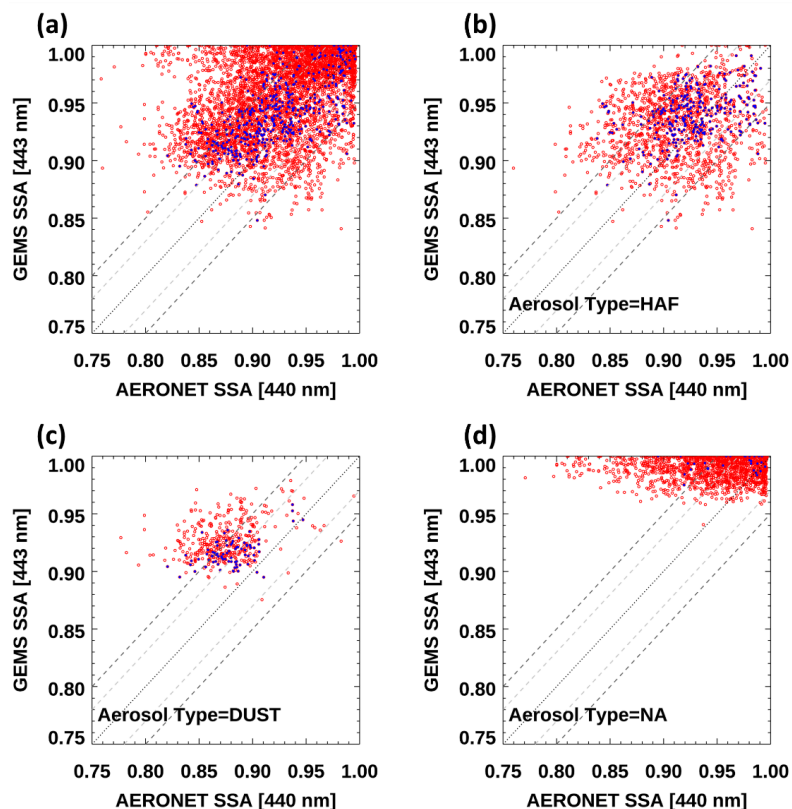 (a)
1.00
0.95
0.90
0.85
0.80
0.75
GEMS SSA [443 nm]
0.75 0.80 0.85 0.90 0.95 1.00
AERONET SSA [440 nm]
(b)
1.00
0.95
0.90
0.85
0.80
0.75
GEMS SSA [443 nm]
Aerosol Type=HAF
0.75 0.80 0.85 0.90 0.95 1.00
AERONET SSA [440 nm]
(c)
1.00
0.95
0.90
0.85
0.80
0.75
GEMS SSA [443 nm]
Aerosol Type=DUST
0.75 0.80 0.85 0.90 0.95 1.00
AERONET SSA [440 nm]
(d)
1.00
0.95
0.90
0.85
0.80
0.75
GEMS SSA [443 nm]
Aerosol Type=NA
0.75 0.80 0.85 0.90 0.95 1.00
AERONET SSA [440 nm]